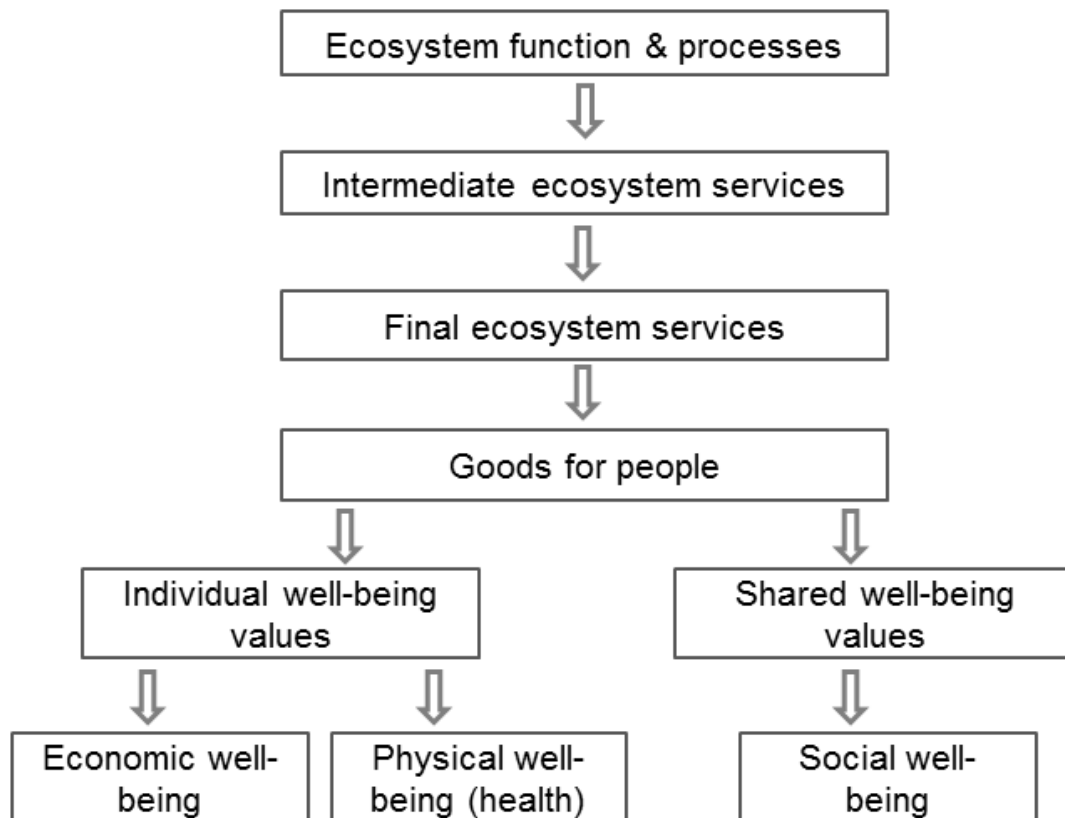 Ecosystem function & processes
Intermediate ecosystem services
Final ecosystem services
Goods for people
Individual well-being
values
Shared well-being
values
Economic well-
being
Physical well-
being (health)
Social well-
being